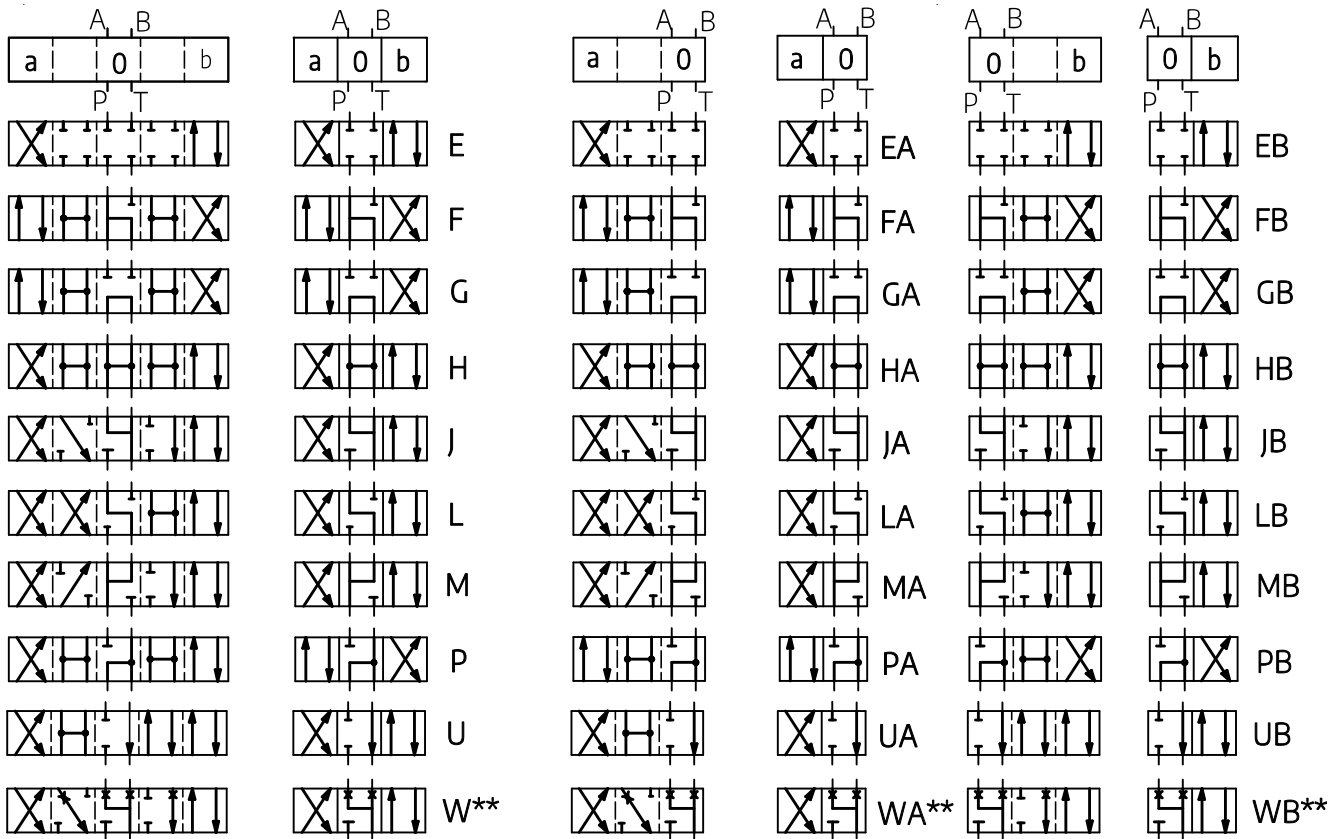 A B A B A B A B A B A B
a 0 b a 0 b a 0 a 0 0 b 0 b
P T P T P T P T P T P T
E EA EB
F FA FB
G GA GB
H HA HB
J JA JB
L LA LB
M MA MB
P PA PB
U UA UB
W** WA** WB**